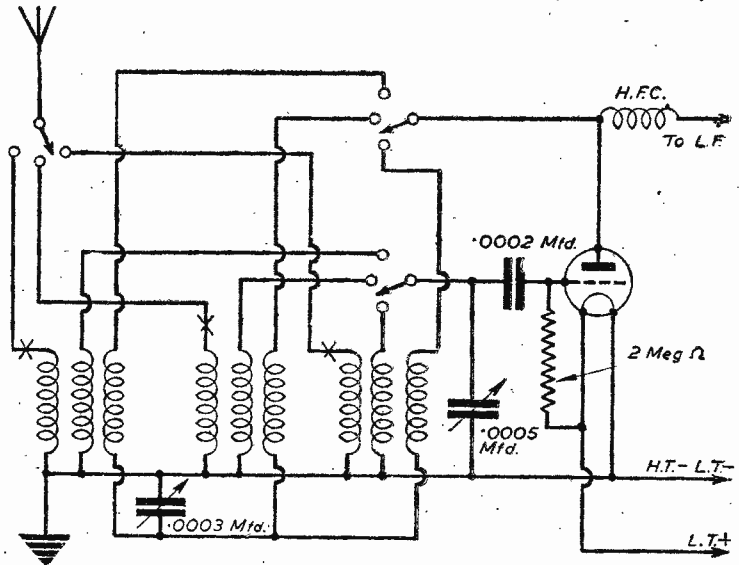 H.F.C.
To L.F.
.0002 Mfd.
2 Meg Ω
.0005
Mfd.
H.T.- L.T.-
.0003 Mfd.
L.T.+